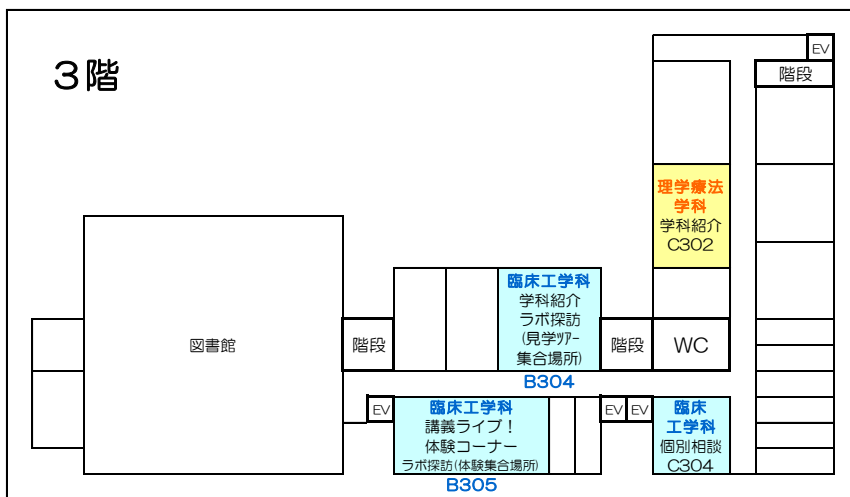 3階
EV
階段
理学療法
学科
学科紹介
C302
図書館
階段
臨床工学科
学科紹介
ラボ探訪
(見学ﾂｱｰ
集合場所)
B304
階段
WC
EV
臨床工学科
講義ライブ！
体験コーナー
ラボ探訪(体験集合場所)
B305
EV
EV
臨床
工学科
個別相談
C304